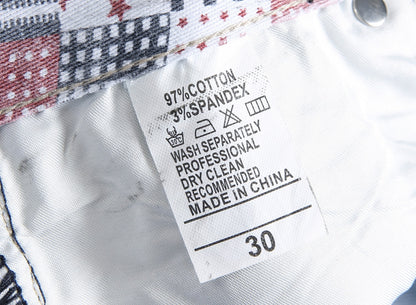 97%COTTON
3%SPANDEX
WASH SEPARATELY
PROFESSIONAL
DRY CLEAN
RECOMMENDED
MADE IN CHINA
30